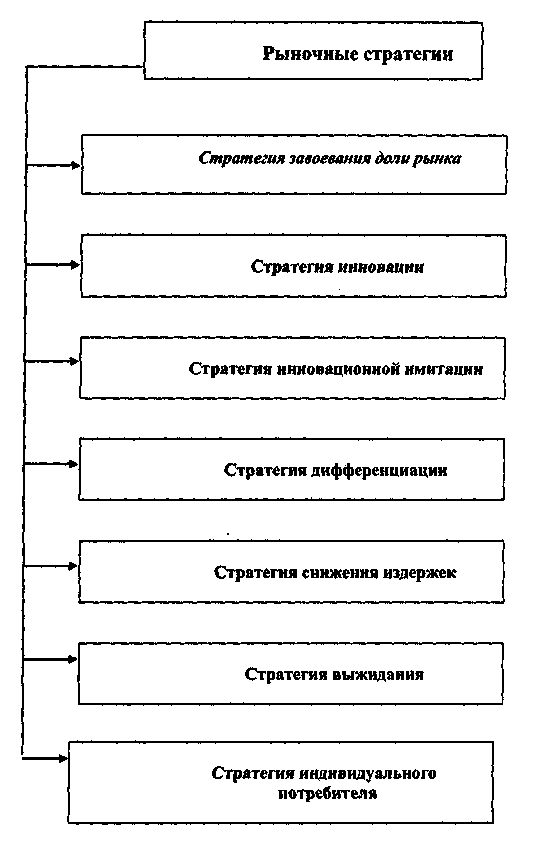 Рыночные стратегии
Стратегия завоевания доли рынка
Стратегия инновации
Стратегия инновационной имитации
Стратегия дифференциации
Стратегия снижения издержек
Стратегия выжидания
Стратегия индивидуального
потребителя